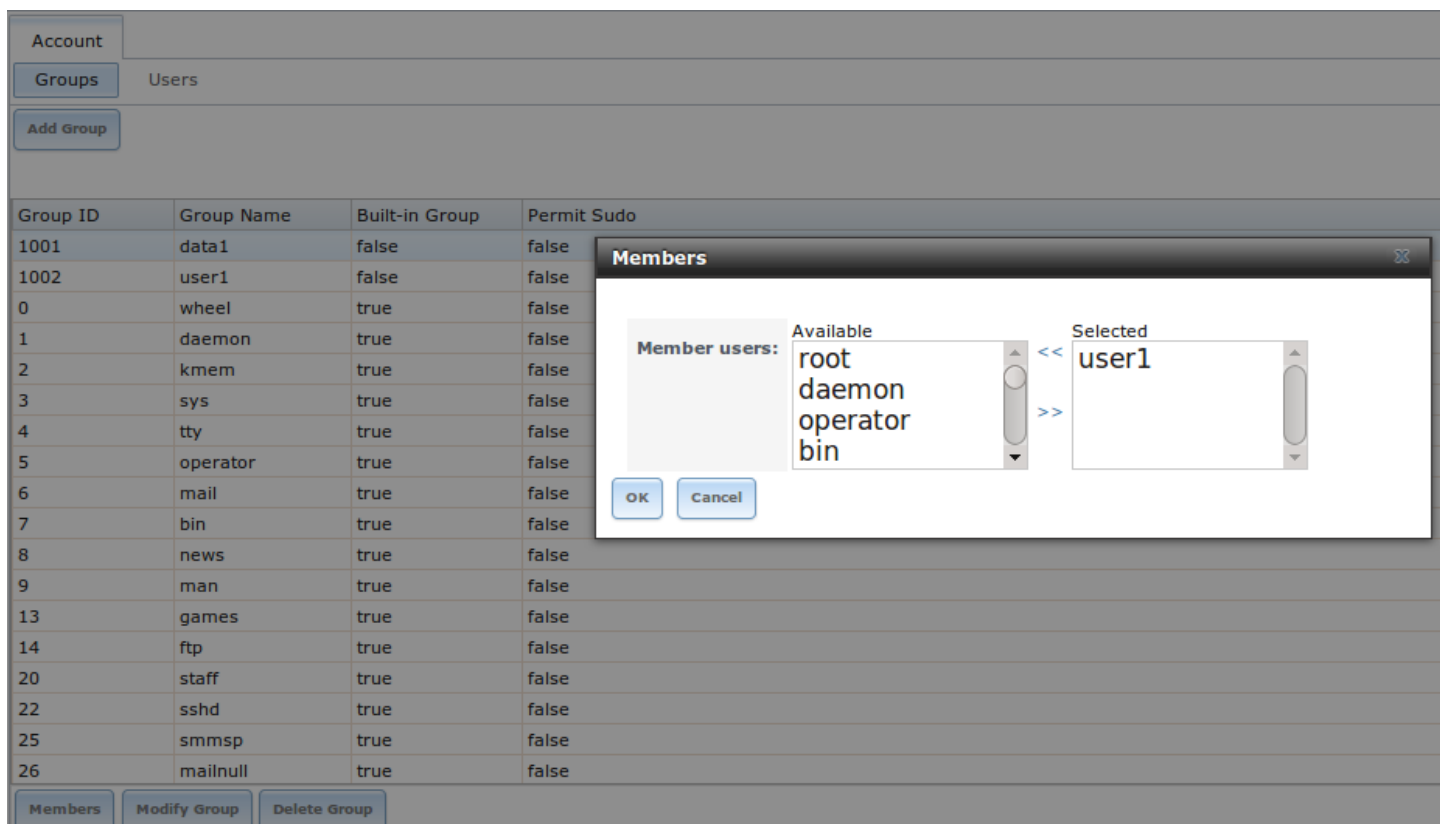 Account
Groups Users
Add Group
Group ID Group Name Built-in Group Permit Sudo
1001 data1 false false
1002 user1 false false
0 wheel true false
1 daemon true false
2 kmem true false
3 sys true false
4 tty true false
5 operator true false
6 mail true false
7 bin true false
8 news true false
9 man true false
13 games true false
14 ftp true false
20 staff true false
22 sshd true false
25 smmsp true false
26 mailnull true false
Members Modify Group Delete Group
Members
Member users:
Available
root
daemon
operator
bin
<<
>>
Selected
user1
OK Cancel